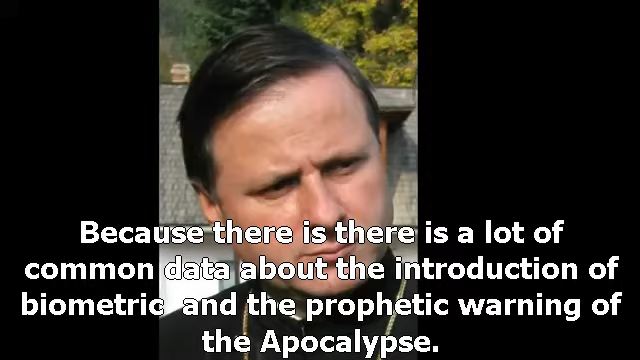 Because there is there is a lot of
common data about the introduction of
biometric  and the prophetic warning of
the Apocalypse.